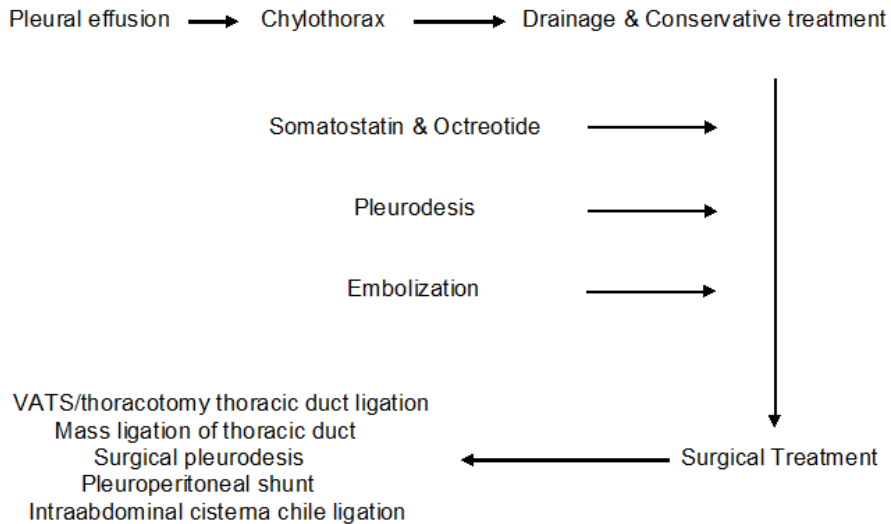 Pleural effusion Chylothorax Drainage & Conservative treatment
Somatostatin & Octreotide
Pleurodesis
Embolization
VATS/thoracotomy thoracic duct ligation
Mass ligation of thoracic duct
Surgical pleurodesis
Surgical Treatment
Pleuroperitoneal shunt
Intraabdominal cisterna chile ligation